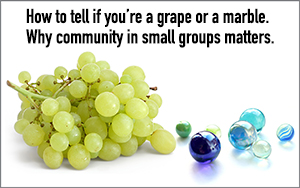 How to tell if you're a grape or a marble.
Why community in small groups matters.